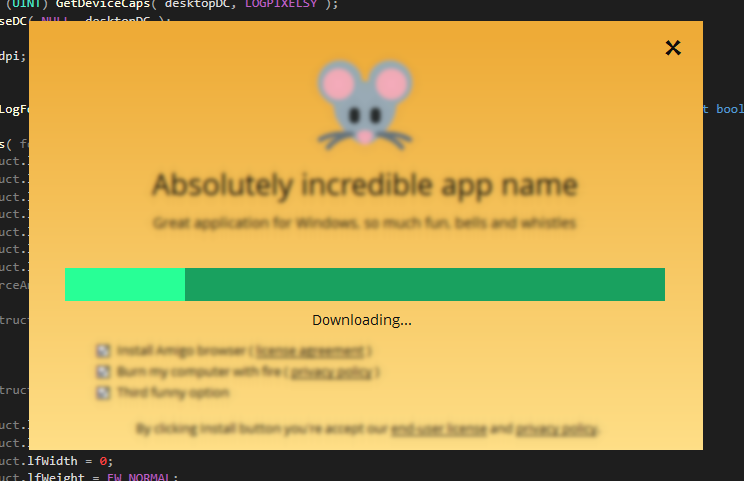 (UINT) GetDeviceCaps( desktopDC, LOGPIXELSY );
seDC( NULL, desktopDC );
dpi;
LogFo
t bool
s( fo
uct.l
uct.l
uct.l
uct.l
uct.l
uct.l
uct.l
rceAn
truct
truct
uct.l
uct.l
uct.lfWidth = 0;
uct.lfWeight = FW_NORMAL;
×
Absolutely incredible app name
Great application for Windows, so much fun, bells and whistles
Downloading...
Install Amigo browser ( license agreement )
Burn my computer with fire ( privacy policy )
Third funny option
By clicking Install button you're accept our end-user license and privacy policy.